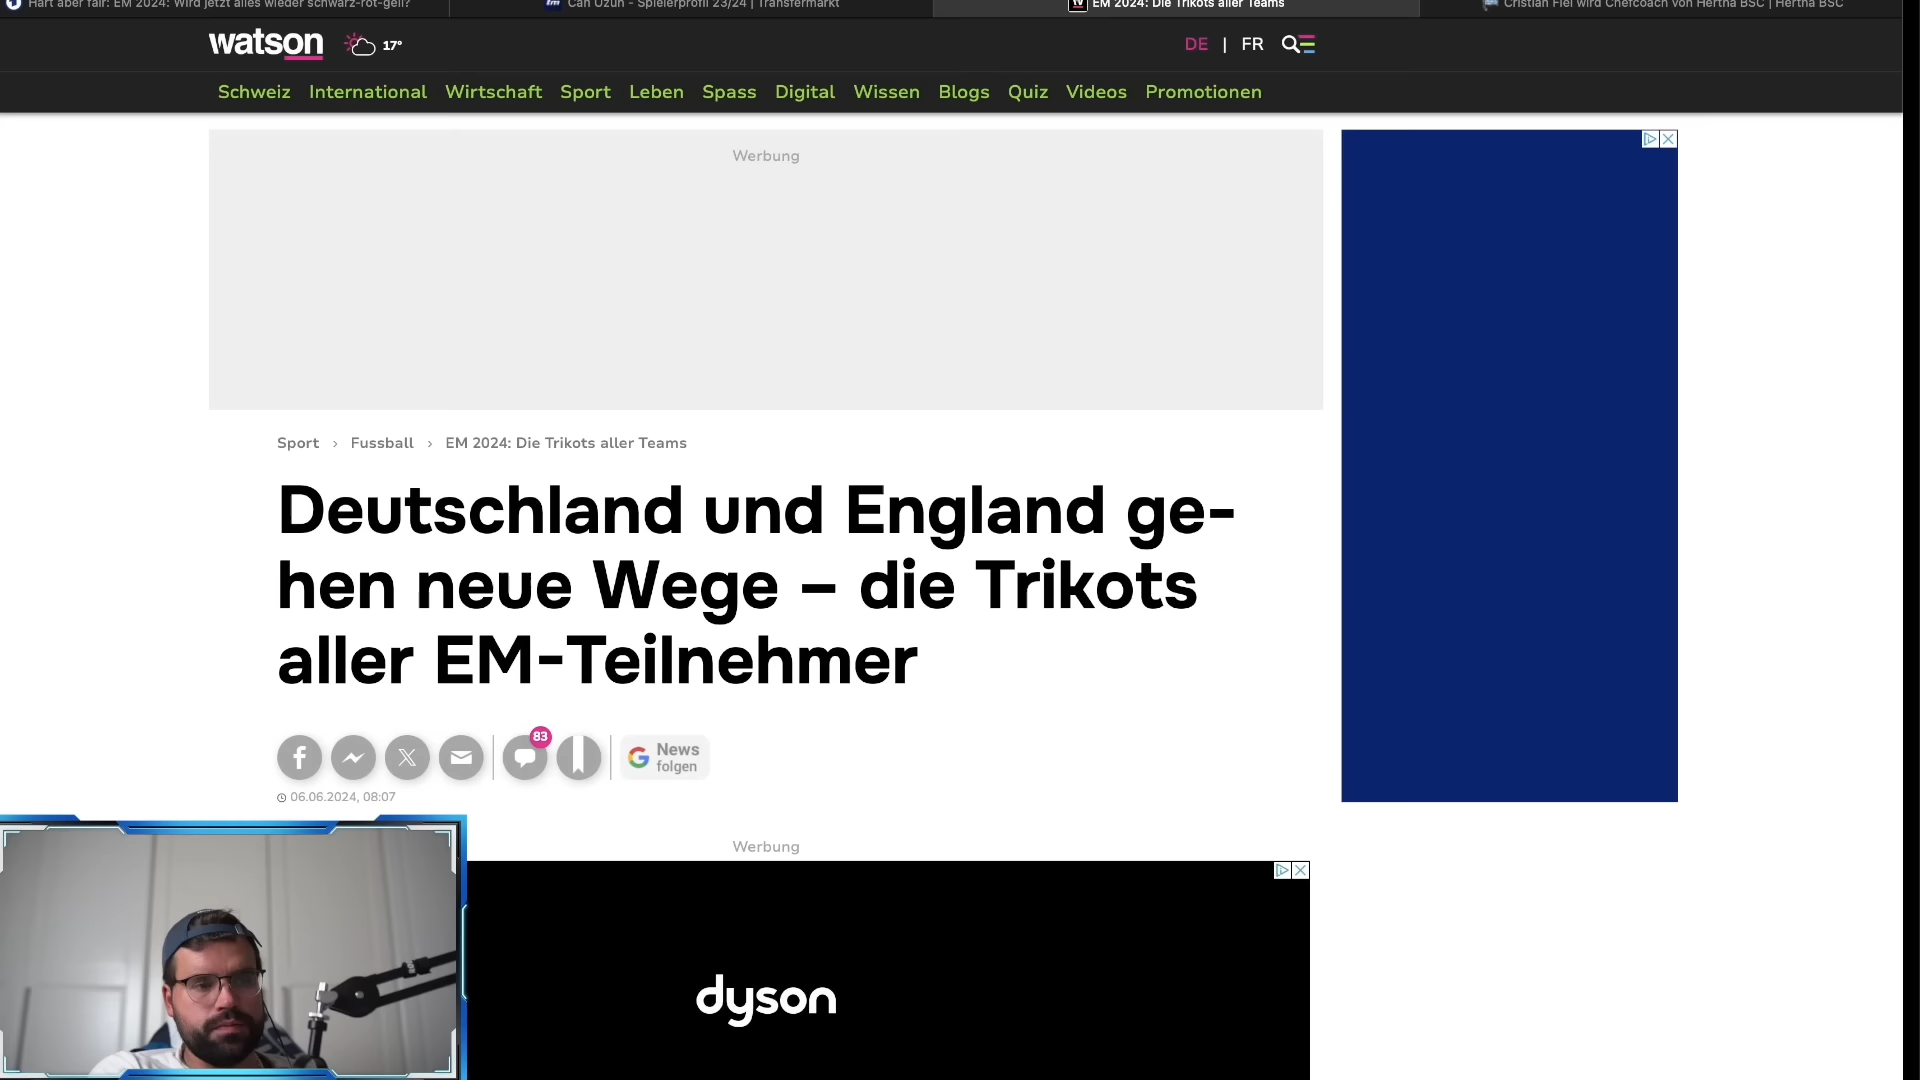 Hart aber fair: EM 2024: Wird jetzt alles wieder schwarz-rot-geil?
Can Uzun - Spielerprofil 23/24 | Transfermarkt
EM 2024: Die Trikots aller Teams
Cristian Fiel wird Chefcoach von Hertha BSC | Hertha BSC
watson
17°
DE | FR
Schweiz International Wirtschaft Sport Leben Spass Digital Wissen Blogs Quiz Videos Promotionen
Werbung
Sport › Fussball › EM 2024: Die Trikots aller Teams
Deutschland und England ge-
hen neue Wege – die Trikots
aller EM-Teilnehmer
83
News
folgen
06.06.2024, 08:07
Werbung
dyson